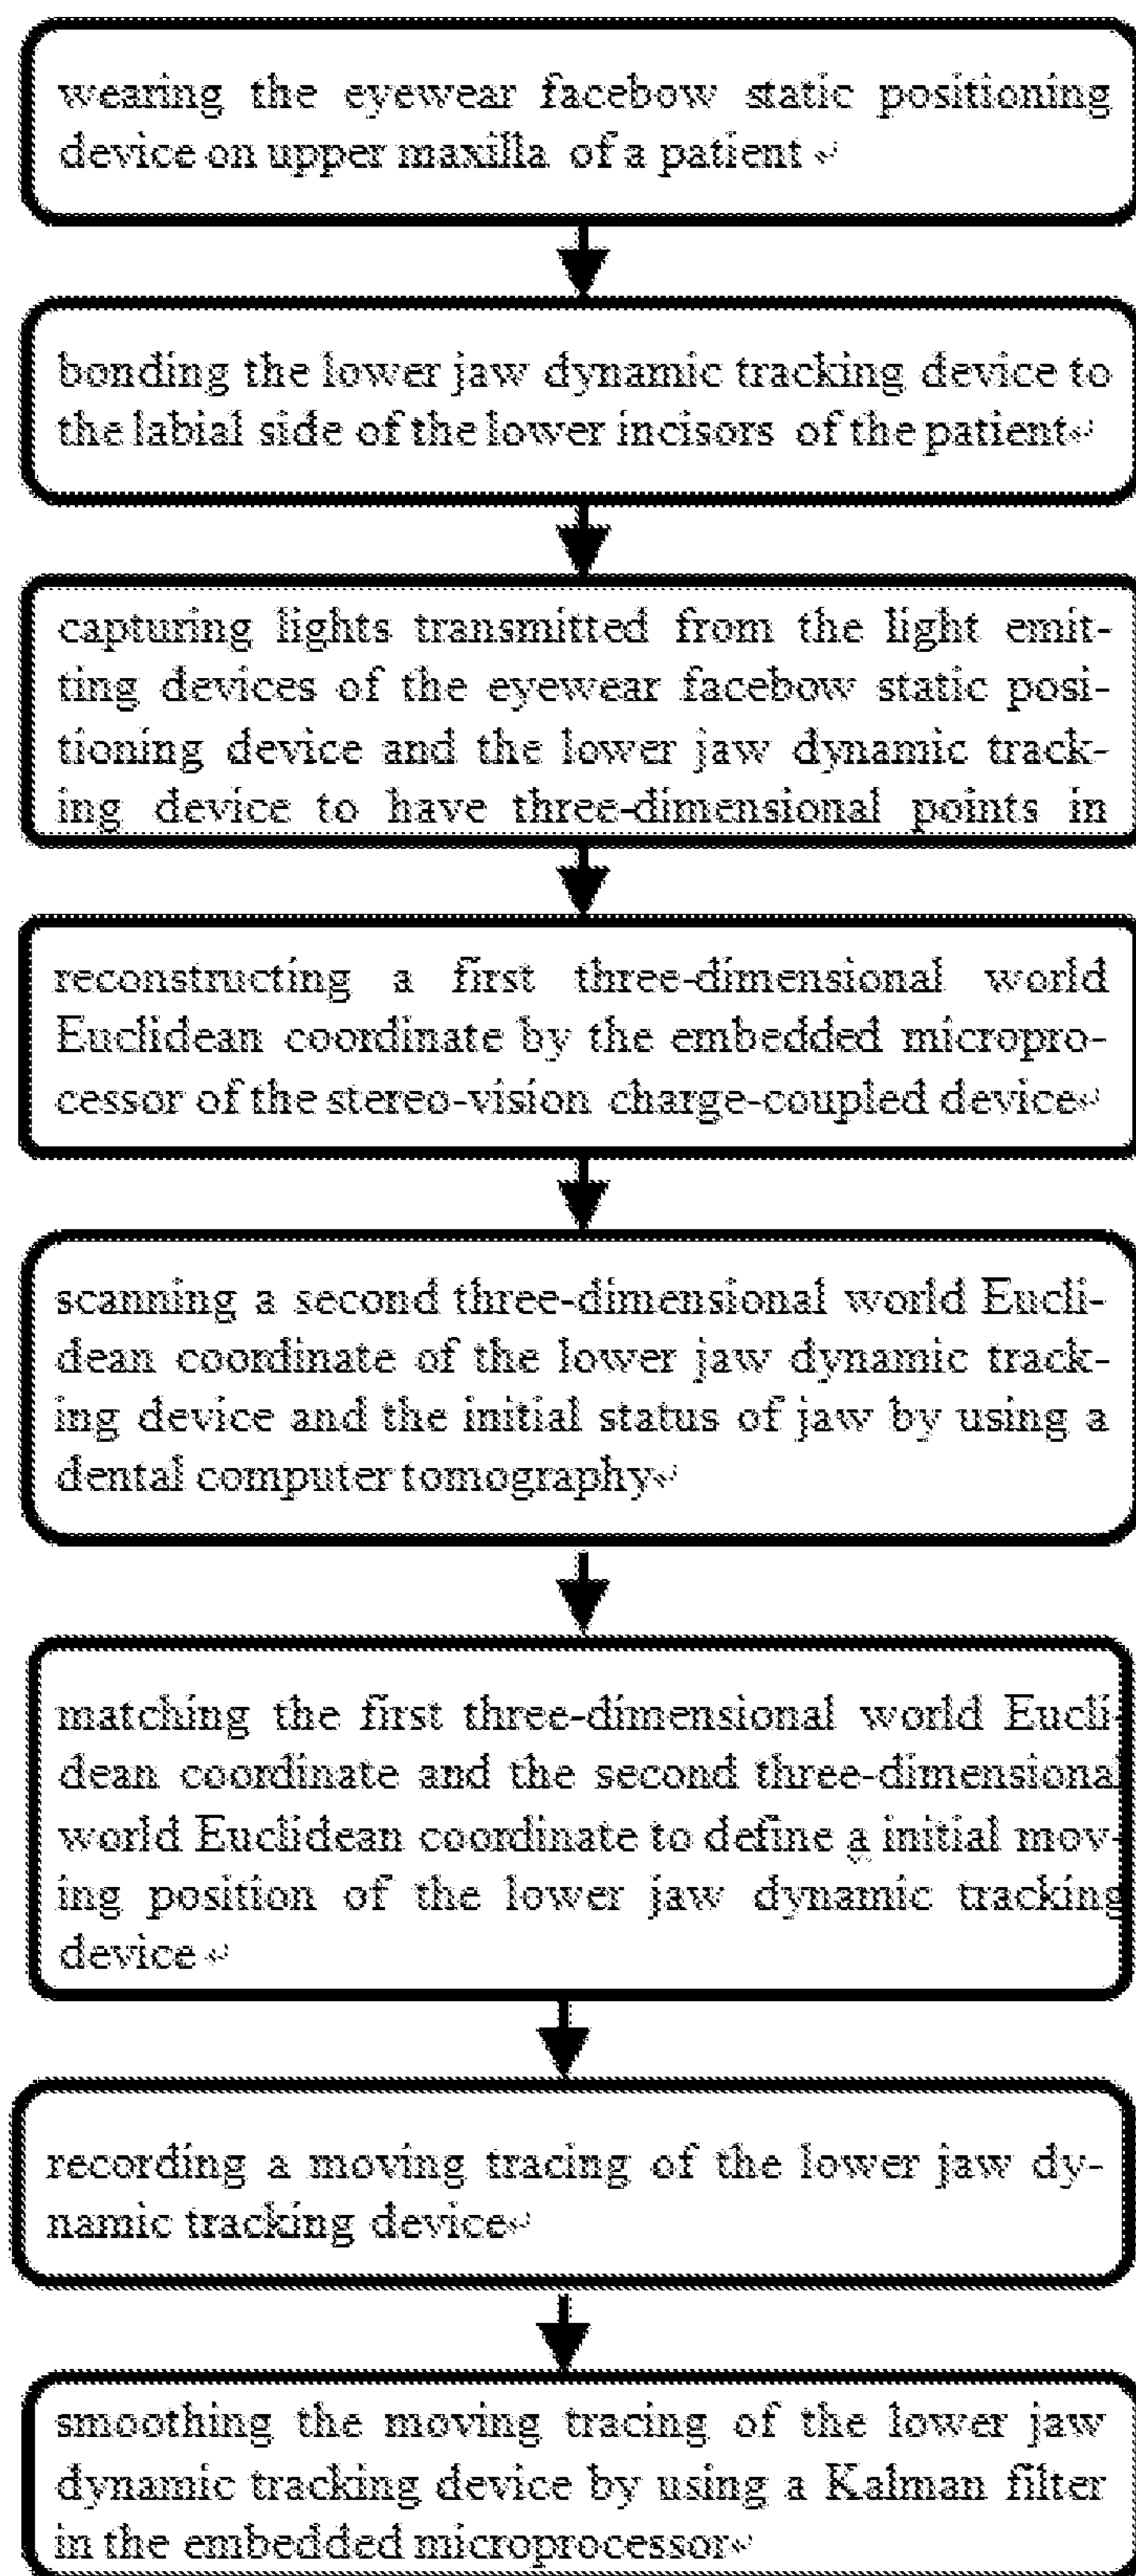 wearing the eyewear facebow static positioning
device on upper maxilla of a patient ↵
bonding the lower jaw dynamic tracking device to
the labial side of the lower incisors of the patient↵
capturing lights transmitted from the light emit-
ting devices of the eyewear facebow static posi-
tioning device and the lower jaw dynamic track-
ing device to have three-dimensional points in
reconstructing a first three-dimensional world
Euclidean coordinate by the embedded micropro-
cessor of the stereo-vision charge-coupled device↵
scanning a second three-dimensional world Eucli-
dean coordinate of the lower jaw dynamic track-
ing device and the initial status of jaw by using a
dental computer tomography↵
matching the first three-dimensional world Eucli-
dean coordinate and the second three-dimensional
world Euclidean coordinate to define a initial mov-
ing position of the lower jaw dynamic tracking
device ↵
recording a moving tracing of the lower jaw dy-
namic tracking device↵
smoothing the moving tracing of the lower jaw
dynamic tracking device by using a Kalman filter
in the embedded microprocessor↵